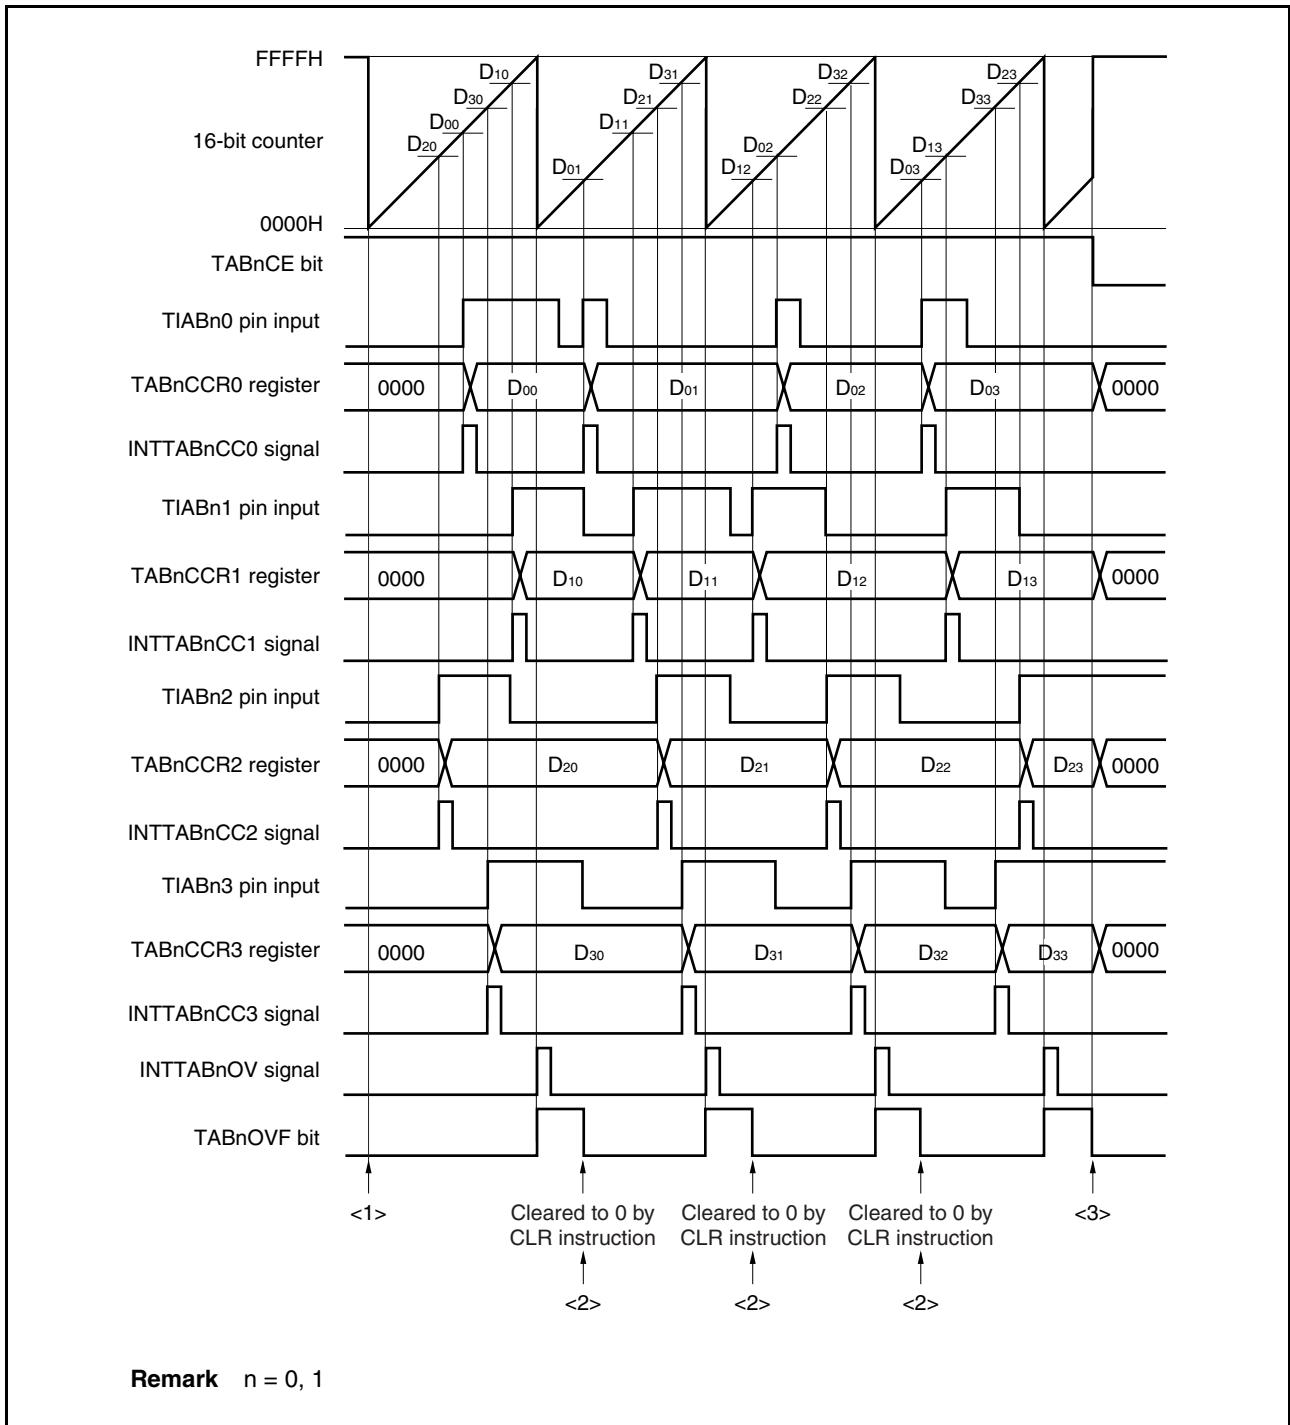 FFFFH
D10 D31 D32 D23
D30 D21 D22 D33
D00 D11
16-bit counter
D20 D02 D13
D01 D12 D03
0000H
TABnCE bit
TIABn0 pin input
TABnCCR0 register 0000 D00 D01 D02 D03 0000
INTTABnCC0 signal
TIABn1 pin input
TABnCCR1 register 0000 D10 D11 D12 D13 0000
INTTABnCC1 signal
TIABn2 pin input
TABnCCR2 register 0000 D20 D21 D22 D23 0000
INTTABnCC2 signal
TIABn3 pin input
TABnCCR3 register 0000 D30 D31 D32 D33 0000
INTTABnCC3 signal
INTTABnOV signal
TABnOVF bit
<1> Cleared to 0 by Cleared to 0 by Cleared to 0 by <3>
CLR instruction CLR instruction CLR instruction
<2> <2> <2>
Remark n = 0, 1